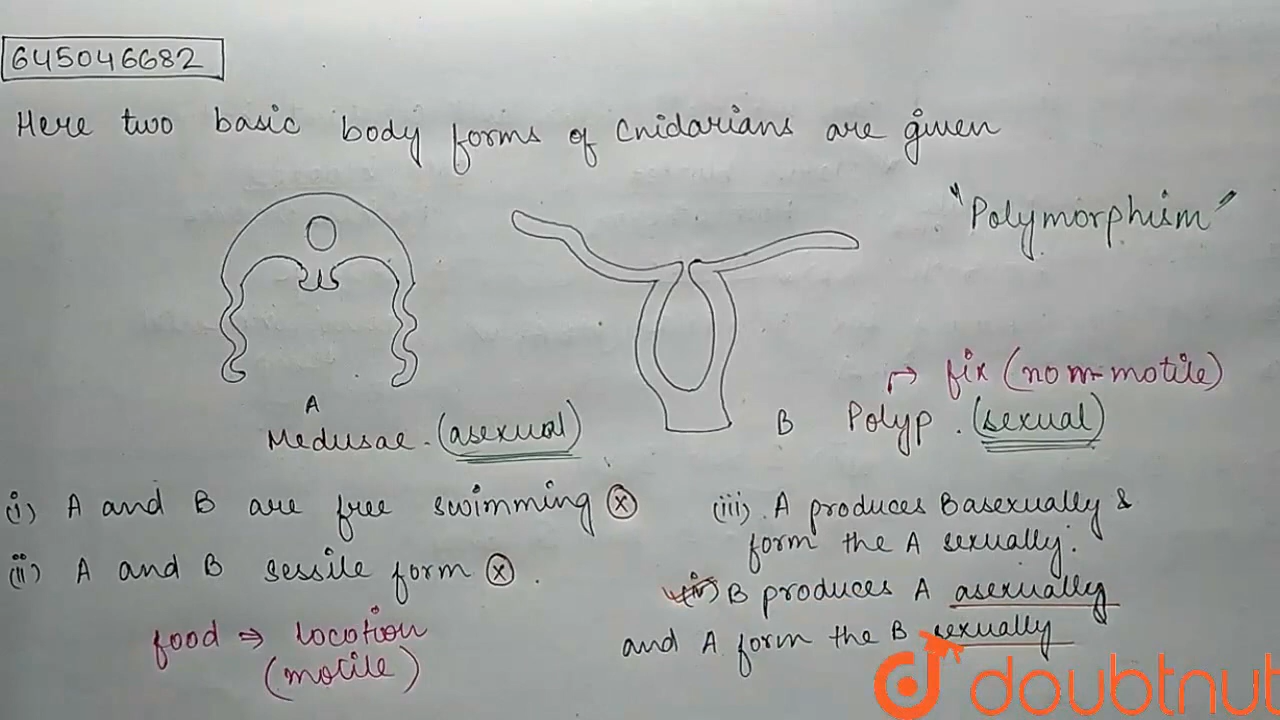 645046682
Here two basic body forms of Cnidarians are given
"Polymorphism"
fix (non-motile)
A
Medusae. (asexual)
B Polyp. (sexual)
(i) A and B are free swimming ⓧ
(ii) A and B sessile form ⓧ.
food ⇒ location
(motile)
(iii). A produces B asexually &
form the A sexually.
(iv) B produces A asexually
and A form the B sexually
doubtnut